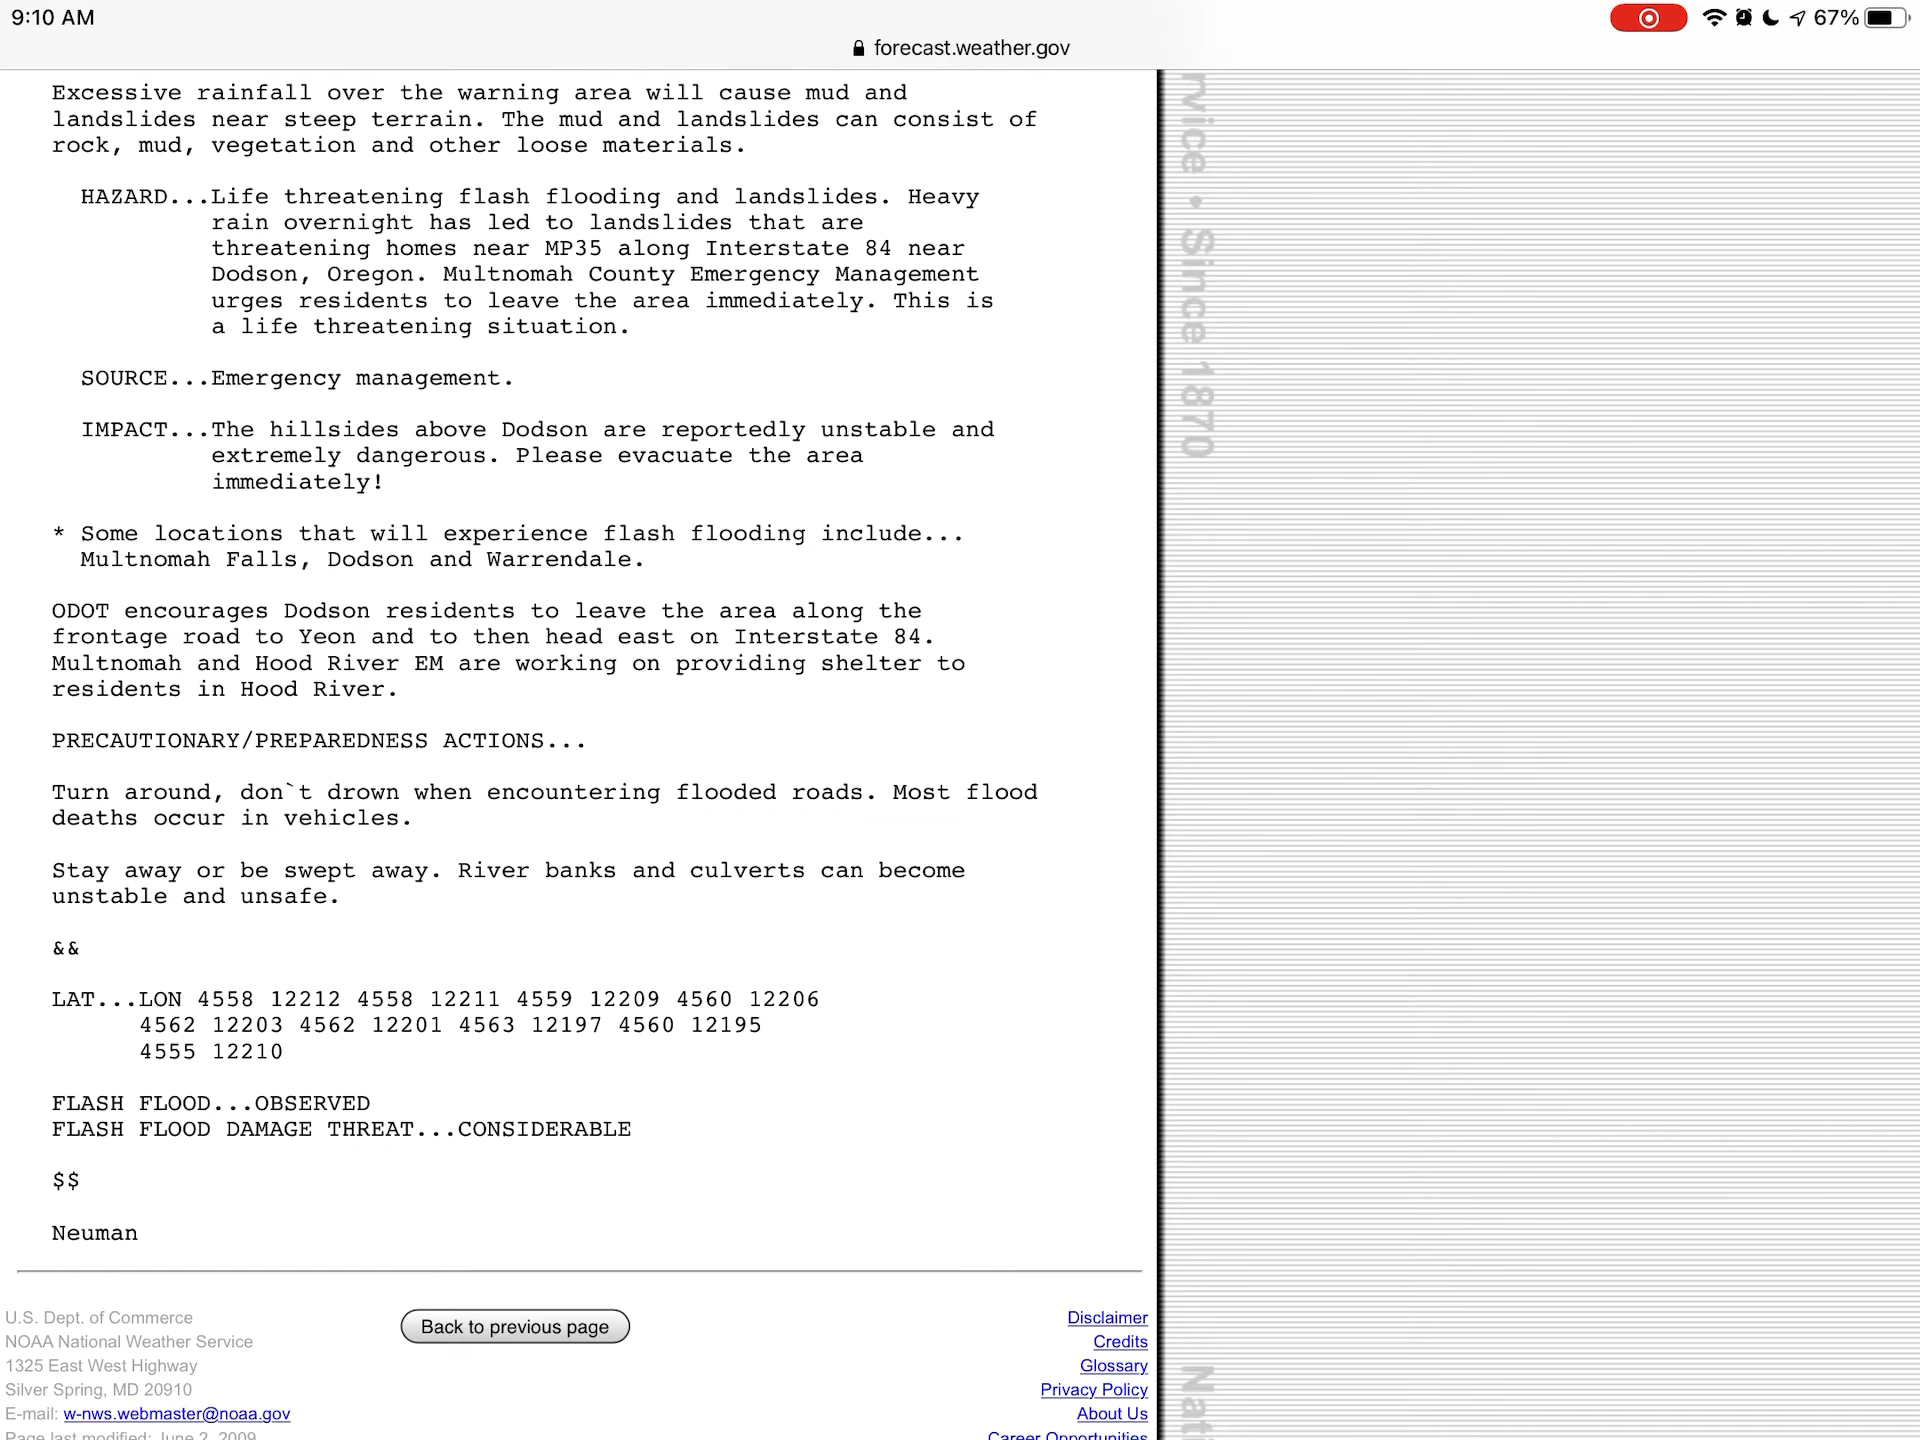 9:10 AM
67%
forecast.weather.gov
Excessive rainfall over the warning area will cause mud and
landslides near steep terrain. The mud and landslides can consist of
rock, mud, vegetation and other loose materials.
HAZARD...Life threatening flash flooding and landslides. Heavy
rain overnight has led to landslides that are
threatening homes near MP35 along Interstate 84 near
Dodson, Oregon. Multnomah County Emergency Management
urges residents to leave the area immediately. This is
a life threatening situation.
SOURCE...Emergency management.
IMPACT...The hillsides above Dodson are reportedly unstable and
extremely dangerous. Please evacuate the area
immediately!
* Some locations that will experience flash flooding include...
Multnomah Falls, Dodson and Warrendale.
ODOT encourages Dodson residents to leave the area along the
frontage road to Yeon and to then head east on Interstate 84.
Multnomah and Hood River EM are working on providing shelter to
residents in Hood River.
PRECAUTIONARY/PREPAREDNESS ACTIONS...
Turn around, don`t drown when encountering flooded roads. Most flood
deaths occur in vehicles.
Stay away or be swept away. River banks and culverts can become
unstable and unsafe.
&&
LAT...LON 4558 12212 4558 12211 4559 12209 4560 12206
4562 12203 4562 12201 4563 12197 4560 12195
4555 12210
FLASH FLOOD...OBSERVED
FLASH FLOOD DAMAGE THREAT...CONSIDERABLE
$$
Neuman
U.S. Dept. of Commerce
NOAA National Weather Service
1325 East West Highway
Silver Spring, MD 20910
E-mail: w-nws.webmaster@noaa.gov
Page last modified: June 2, 2009
Back to previous page
Disclaimer
Credits
Glossary
Privacy Policy
About Us
Career Opportunities
rvice • Since 1870
Nati